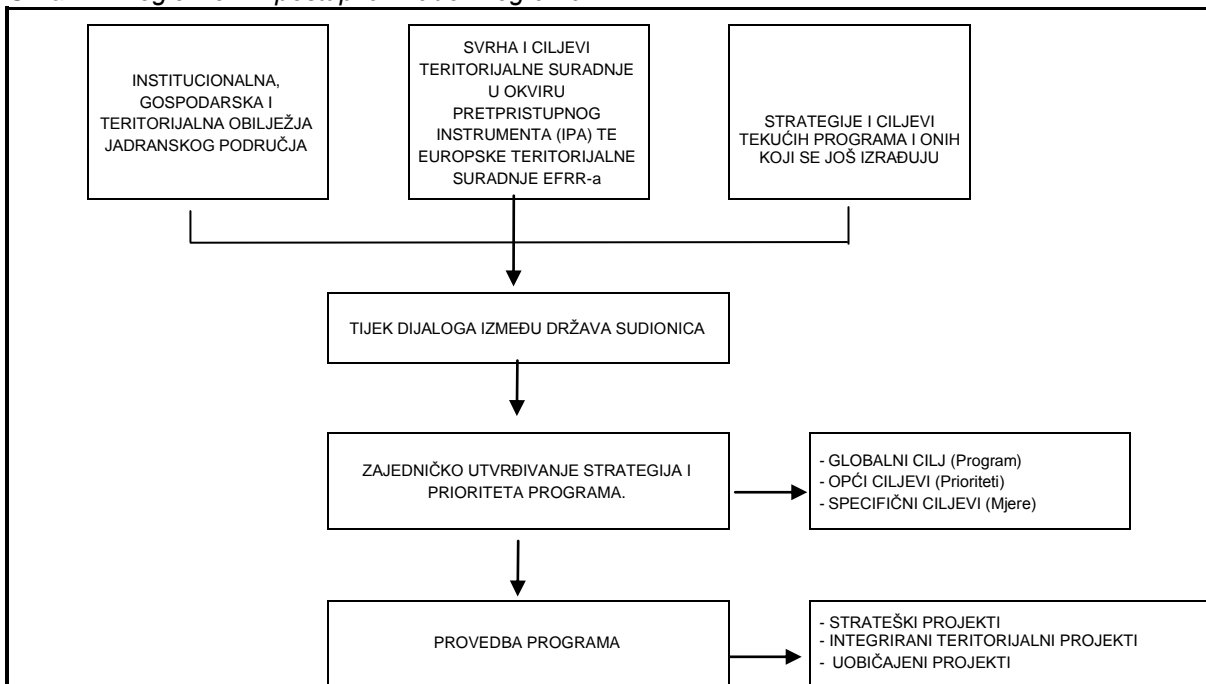 INSTITUCIONALNA,
GOSPODARSKA I
TERITORIJALNA OBILJEŽJA
JADRANSKOG PODRUČJA
SVRHA I CILJEVI
TERITORIJALNE SURADNJE
U OKVIRU
PRETPRISTUPNOG
INSTRUMENTA (IPA) TE
EUROPSKE TERITORIJALNE
SURADNJE EFRR-a
STRATEGIJE I CILJEVI
TEKUĆIH PROGRAMA I ONIH
KOJI SE JOŠ IZRAĐUJU
TIJEK DIJALOGA IZMEĐU DRŽAVA SUDIONICA
ZAJEDNIČKO UTVRĐIVANJE STRATEGIJA I
PRIORITETA PROGRAMA.
- GLOBALNI CILJ (Program)
- OPĆI CILJEVI (Prioriteti)
- SPECIFIČNI CILJEVI (Mjere)
PROVEDBA PROGRAMA
- STRATEŠKI PROJEKTI
- INTEGRIRANI TERITORIJALNI PROJEKTI
- UOBIČAJENI PROJEKTI